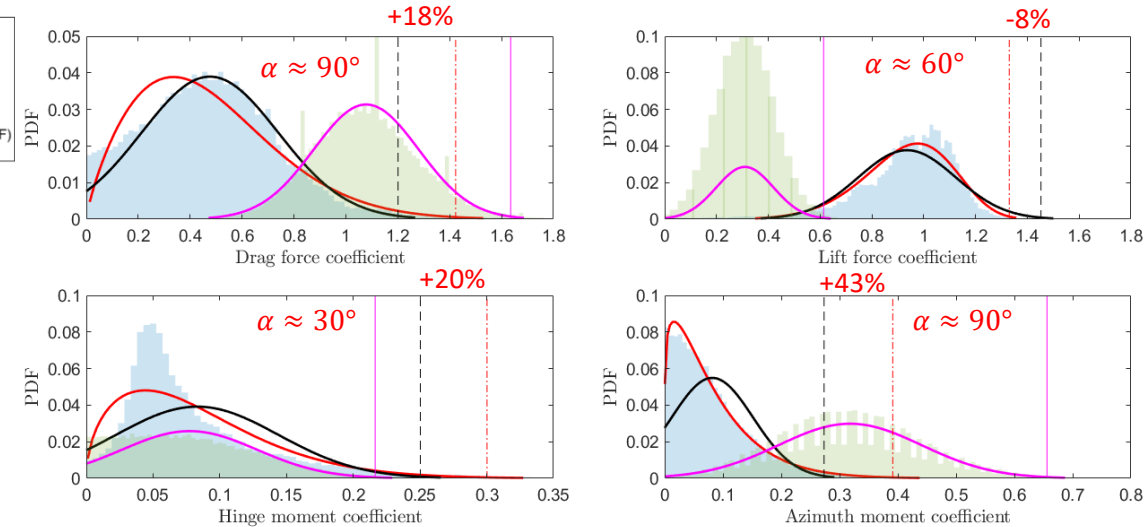 F)
+18%
0.05
0.04
0.03
0.02
0.01
0
PDF
α ≈ 90°
0 0.2 0.4 0.6 0.8 1 1.2 1.4 1.6 1.8
Drag force coefficient
-8%
0.1
0.08
0.06
0.04
0.02
0
PDF
α ≈ 60°
0 0.2 0.4 0.6 0.8 1 1.2 1.4 1.6 1.8
Lift force coefficient
+20%
0.1
0.08
0.06
0.04
0.02
0
PDF
α ≈ 30°
0 0.05 0.1 0.15 0.2 0.25 0.3 0.35
Hinge moment coefficient
+43%
0.1
0.08
0.06
0.04
0.02
0
PDF
α ≈ 90°
0 0.1 0.2 0.3 0.4 0.5 0.6 0.7 0.8
Azimuth moment coefficient